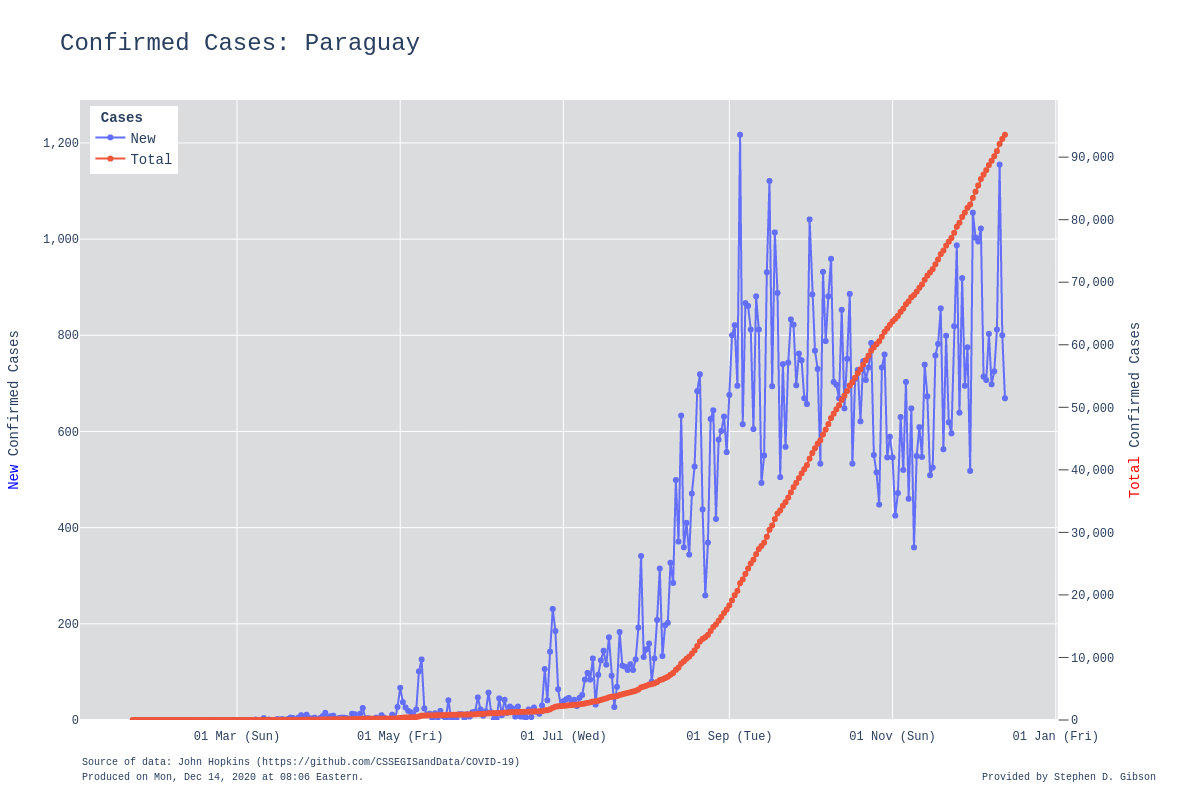 Confirmed Cases: Paraguay
Cases
New
Total
1,200
1,000
800
600
400
200
0
90,000
80,000
70,000
60,000
50,000
40,000
30,000
20,000
10,000
0
New Confirmed Cases
Total Confirmed Cases
01 Mar (Sun)
01 May (Fri)
01 Jul (Wed)
01 Sep (Tue)
01 Nov (Sun)
01 Jan (Fri)
Source of data: John Hopkins (https://github.com/CSSEGISandData/COVID-19)
Produced on Mon, Dec 14, 2020 at 08:06 Eastern.
Provided by Stephen D. Gibson